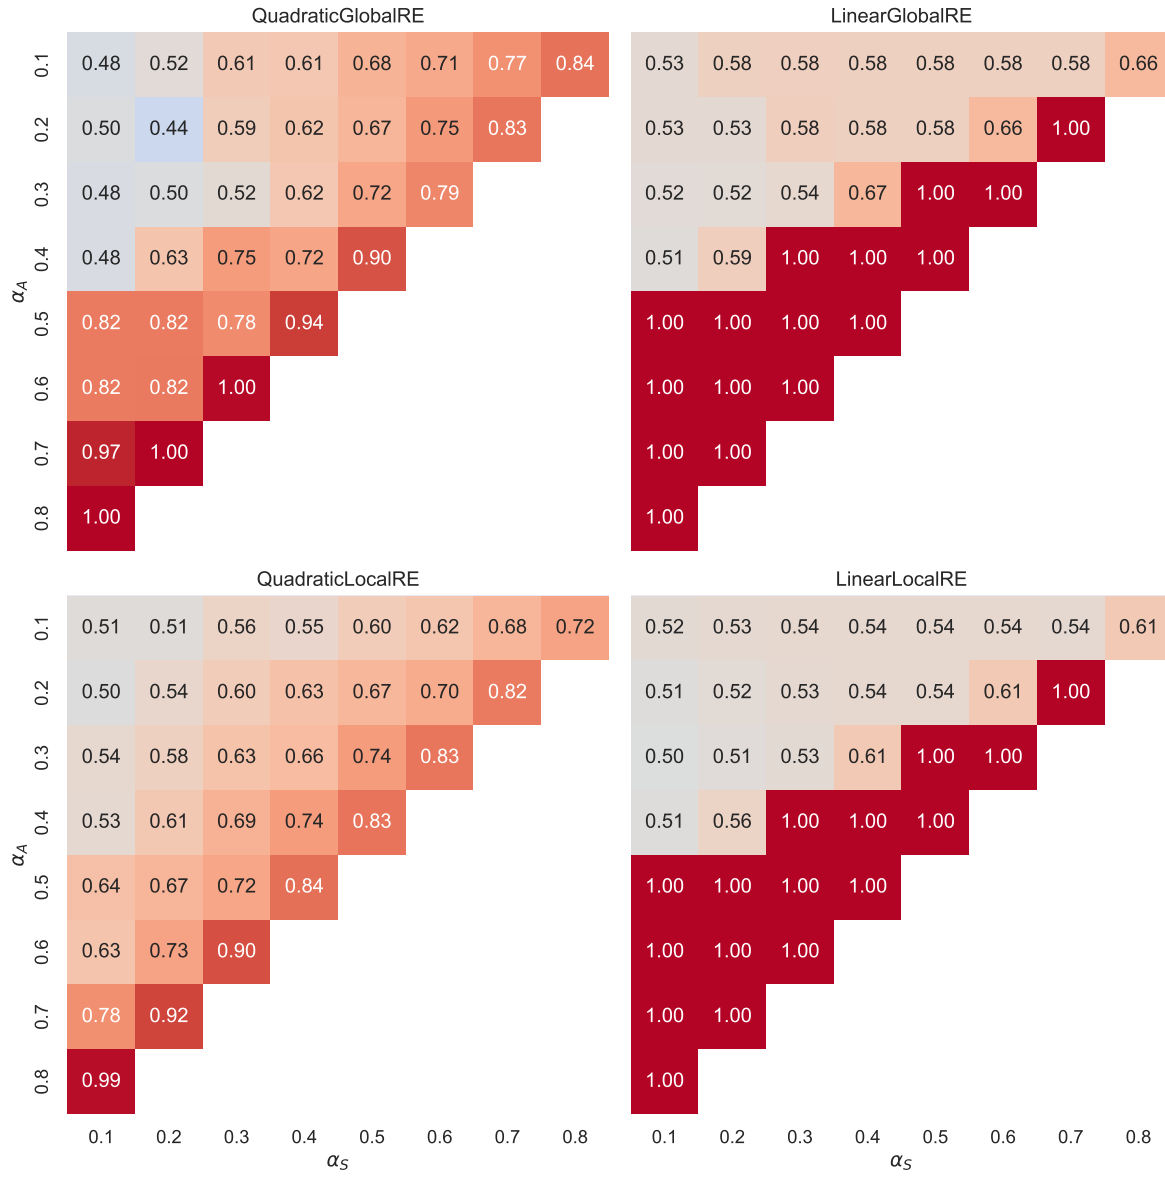 QuadraticGlobalRE
0.1 0.48 0.52 0.61 0.61 0.68 0.71 0.77 0.84
0.2 0.50 0.44 0.59 0.62 0.67 0.75 0.83
0.3 0.48 0.50 0.52 0.62 0.72 0.79
0.4 0.48 0.63 0.75 0.72 0.90
0.5 0.82 0.82 0.78 0.94
0.6 0.82 0.82 1.00
0.7 0.97 1.00
0.8 1.00
α_A
LinearGlobalRE
0.53 0.58 0.58 0.58 0.58 0.58 0.58 0.66
0.53 0.53 0.58 0.58 0.58 0.66 1.00
0.52 0.52 0.54 0.67 1.00 1.00
0.51 0.59 1.00 1.00 1.00
1.00 1.00 1.00 1.00
1.00 1.00 1.00
1.00 1.00
1.00
QuadraticLocalRE
0.1 0.51 0.51 0.56 0.55 0.60 0.62 0.68 0.72
0.2 0.50 0.54 0.60 0.63 0.67 0.70 0.82
0.3 0.54 0.58 0.63 0.66 0.74 0.83
0.4 0.53 0.61 0.69 0.74 0.83
0.5 0.64 0.67 0.72 0.84
0.6 0.63 0.73 0.90
0.7 0.78 0.92
0.8 0.99
α_A
0.1 0.2 0.3 0.4 0.5 0.6 0.7 0.8
α_S
LinearLocalRE
0.52 0.53 0.54 0.54 0.54 0.54 0.54 0.61
0.51 0.52 0.53 0.54 0.54 0.61 1.00
0.50 0.51 0.53 0.61 1.00 1.00
0.51 0.56 1.00 1.00 1.00
1.00 1.00 1.00 1.00
1.00 1.00 1.00
1.00 1.00
1.00
0.1 0.2 0.3 0.4 0.5 0.6 0.7 0.8
α_S